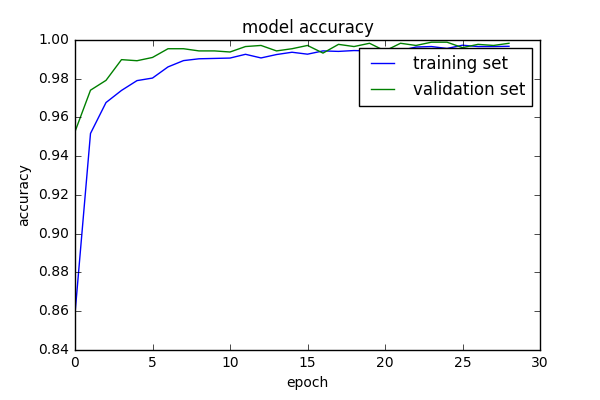 model accuracy
1.00
0.98
0.96
0.94
0.92
0.90
0.88
0.86
0.84
accuracy
training set
validation set
0 5 10 15 20 25 30
epoch